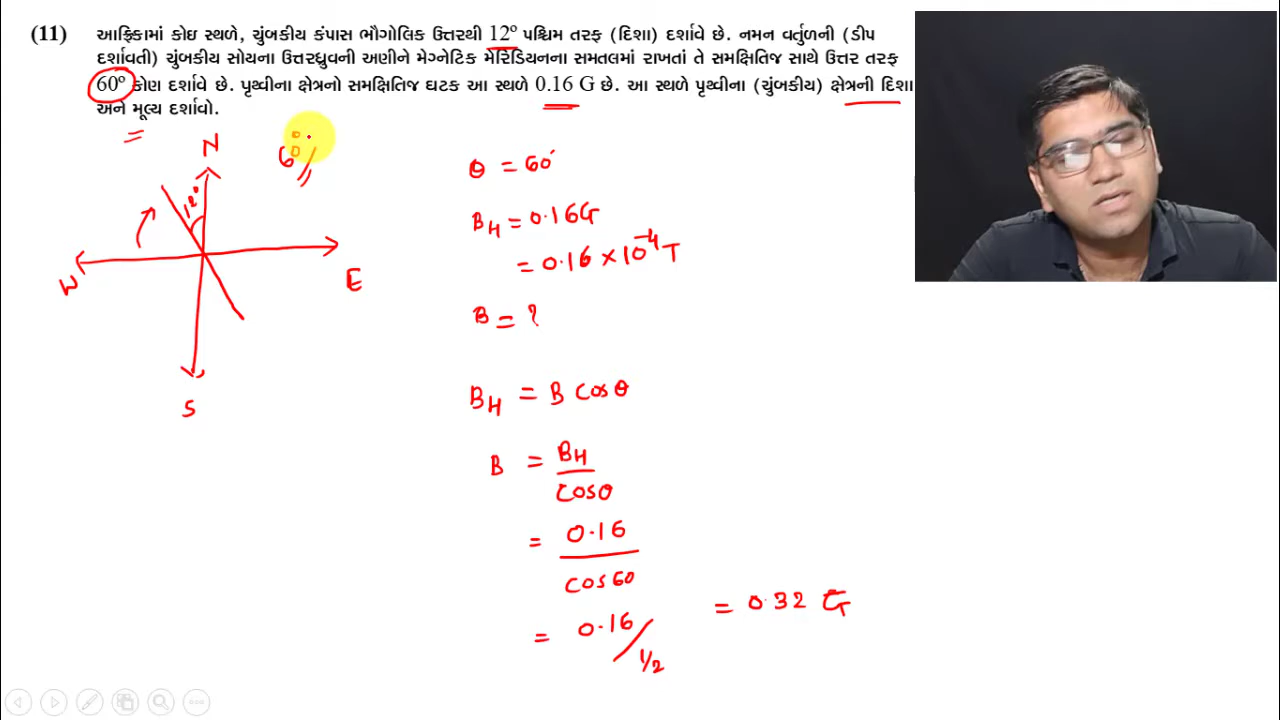 (11) આફ્રિકામાં કોઇ સ્થળે, ચુંબકીય કંપાસ ભૌગોલિક ઉત્તરથી 12° પશ્ચિમ તરફ (દિશા) દર્શાવે છે. નમન વર્તુળની (ડીપ
દર્શાવતી) ચુંબકીય સોયના ઉત્તરધ્રુવની અણીને મેગ્નેટિક મેરિડિયનના સમતલમાં રાખતાં તે સમક્ષિતિજ સાથે ઉત્તર તરફ
60° કોણ દર્શાવે છે. પૃથ્વીના ક્ષેત્રનો સમક્ષિતિજ ઘટક આ સ્થળે 0.16 G છે. આ સ્થળે પૃથ્વીના (ચુંબકીય) ક્ષેત્રની દિશા
અને મૂલ્ય દર્શાવો.
N
60°
12°
W
E
S
θ = 60°
B_H = 0.16G
= 0.16 × 10⁻⁴ T
B = ?
B_H = B cosθ
B = B_H / cosθ
= 0.16 / cos60
= 0.16 / 1/2 = 0.32 G